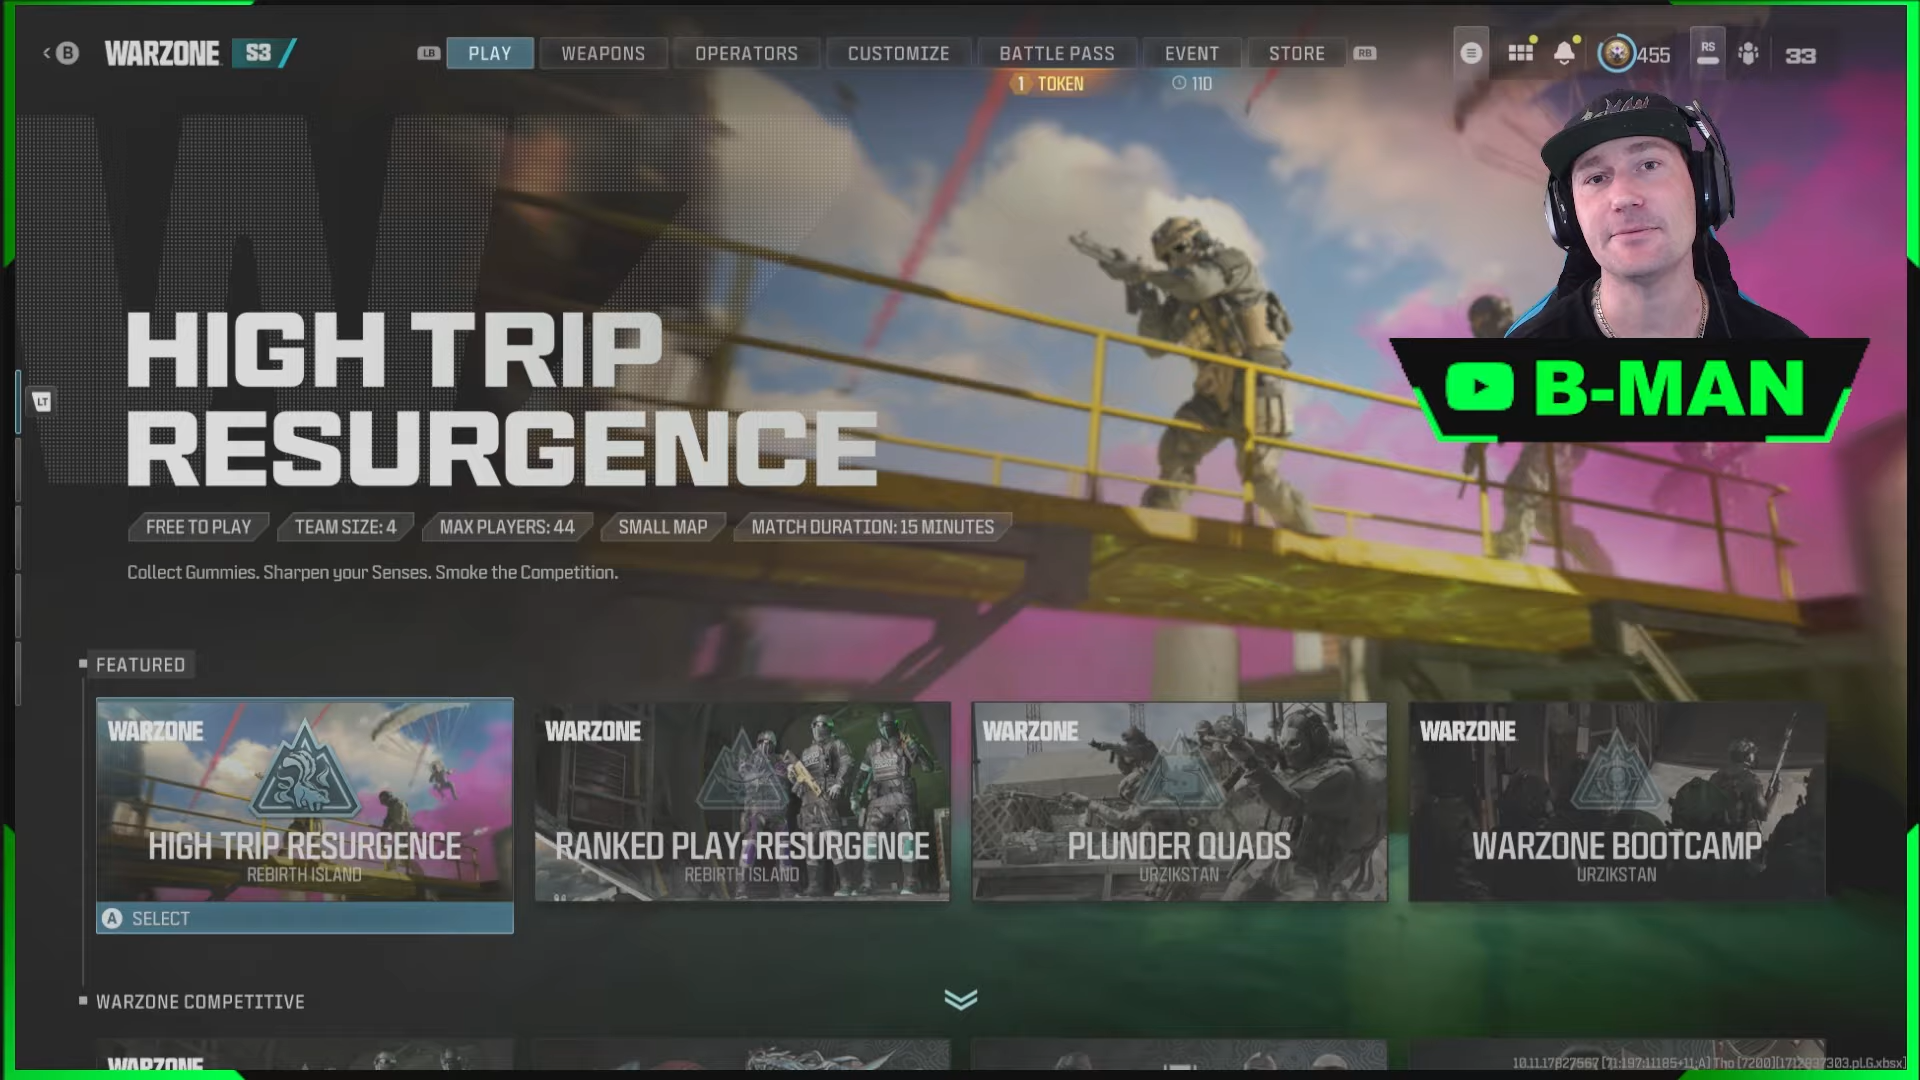 B WARZONE S3
LB PLAY WEAPONS OPERATORS CUSTOMIZE BATTLE PASS EVENT STORE RB
455 RS 33
1 TOKEN
11D
B-MAN
LT
HIGH TRIP
RESURGENCE
FREE TO PLAY TEAM SIZE: 4 MAX PLAYERS: 44 SMALL MAP MATCH DURATION: 15 MINUTES
Collect Gummies. Sharpen your Senses. Smoke the Competition.
FEATURED
WARZONE
HIGH TRIP RESURGENCE
REBIRTH ISLAND
A SELECT
WARZONE
RANKED PLAY: RESURGENCE
REBIRTH ISLAND
WARZONE
PLUNDER QUADS
URZIKSTAN
WARZONE
WARZONE BOOTCAMP
URZIKSTAN
WARZONE COMPETITIVE
WARZONE